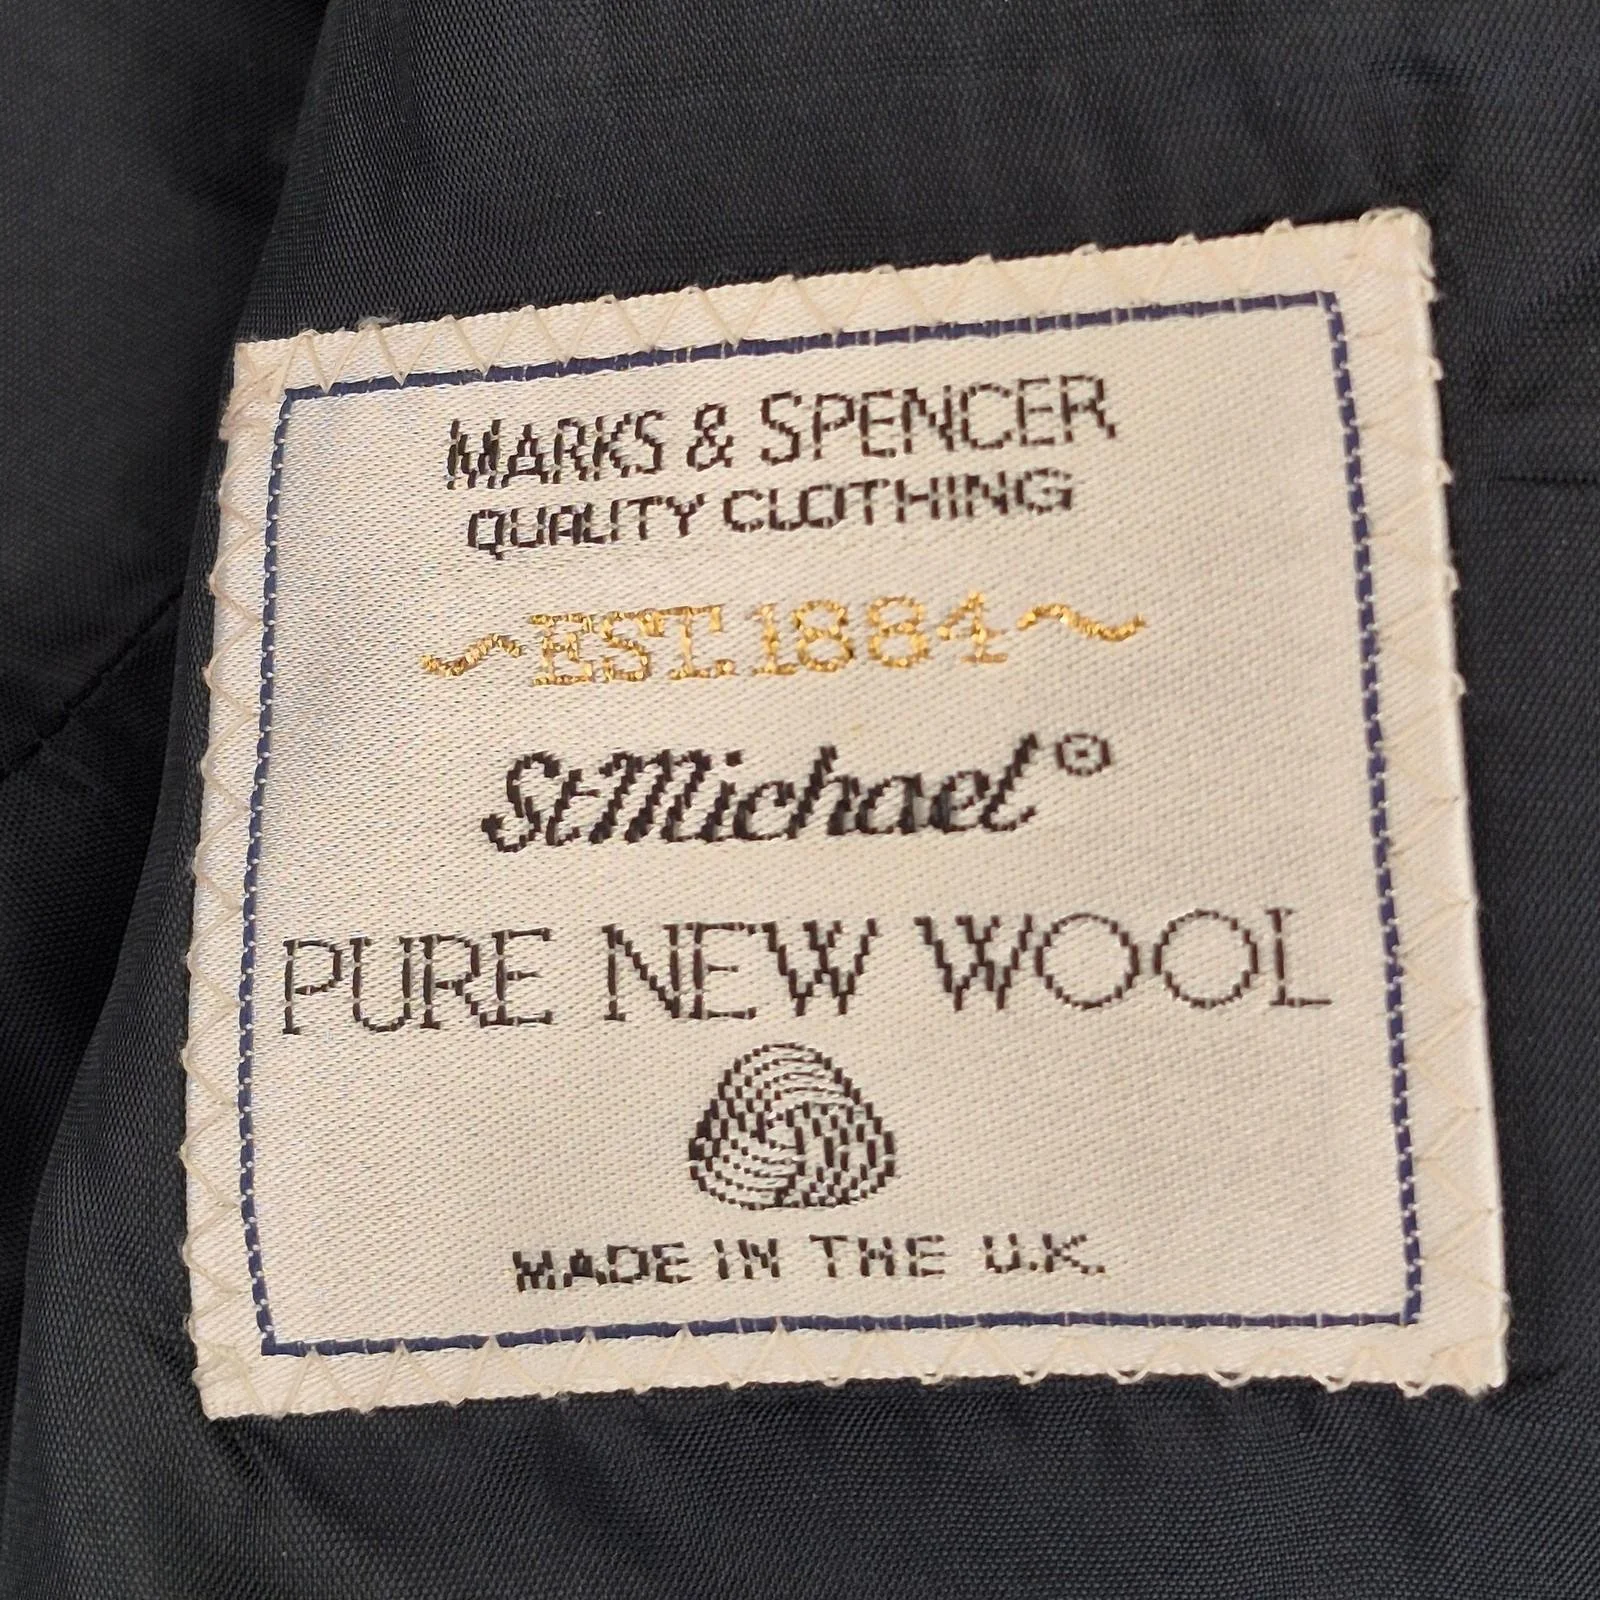 MARKS & SPENCER
QUALITY CLOTHING
~EST.1884~
StMichael®
PURE NEW WOOL
MADE IN THE U.K.